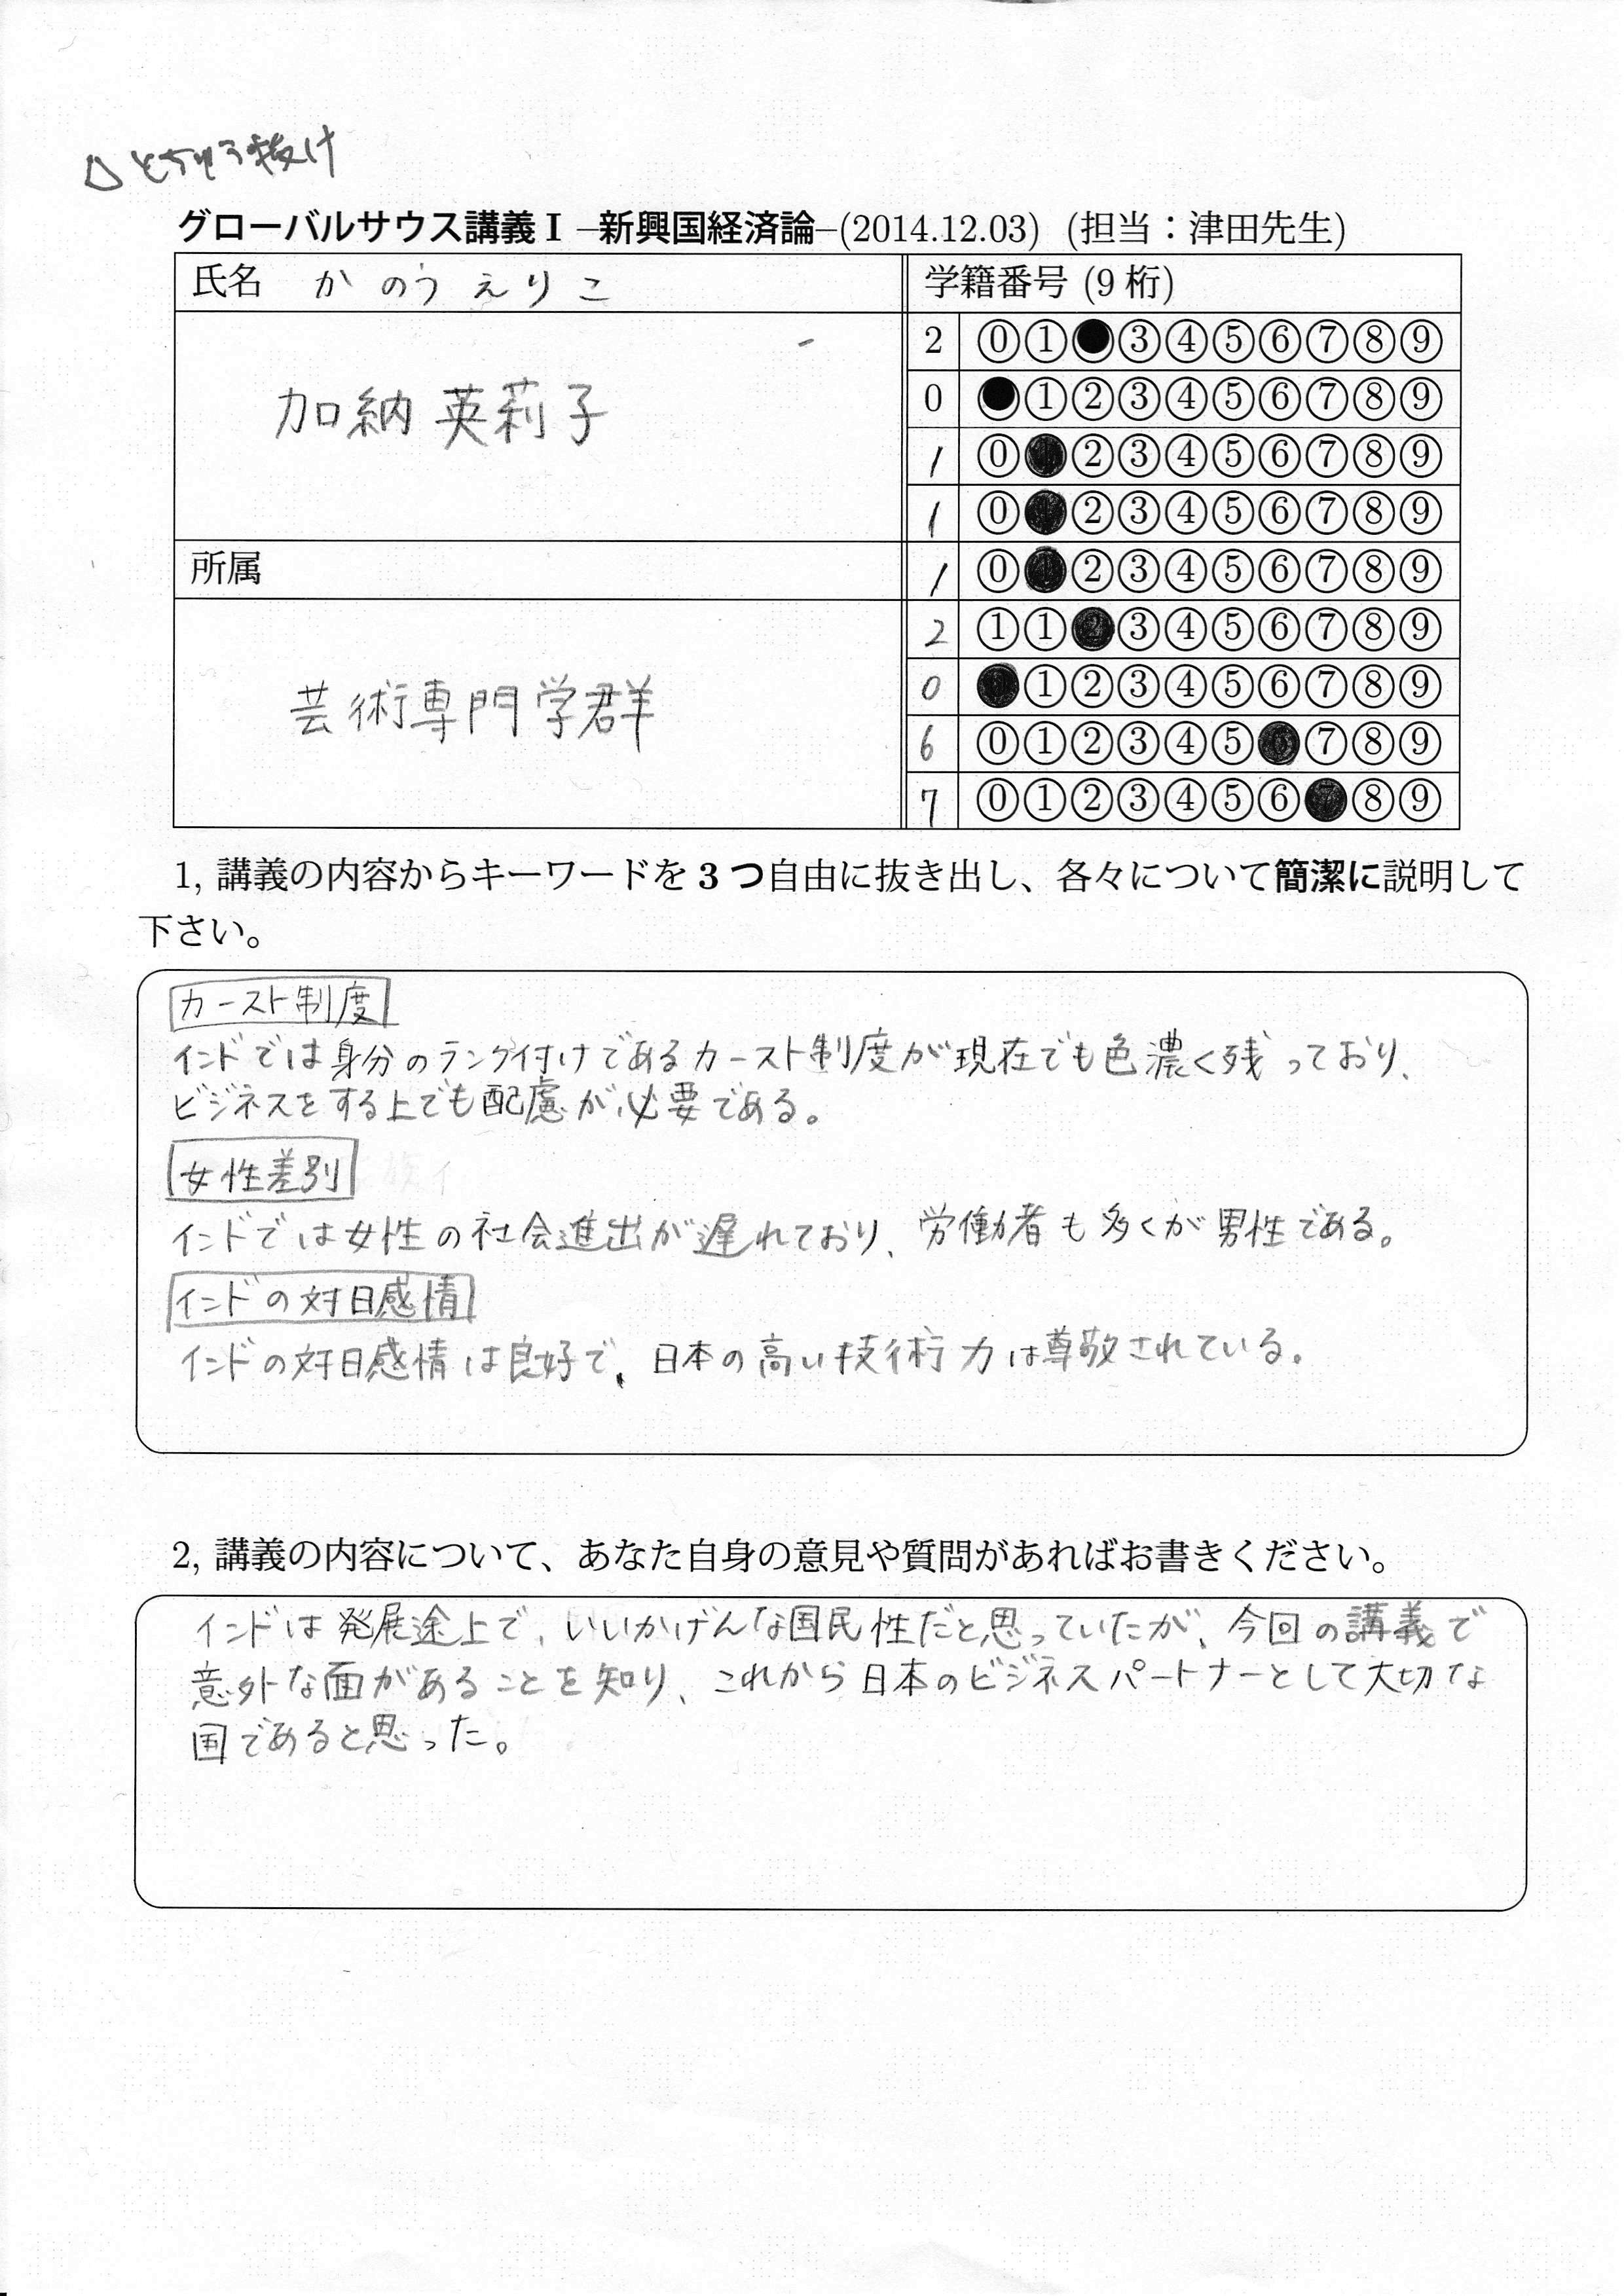 △とちゅう抜け
グローバルサウス講義 I –新興国経済論–(2014.12.03) (担当：津田先生)
氏名 かのう えりこ
学籍番号 (9 桁)
加納 英莉子
2 ⓪①●③④⑤⑥⑦⑧⑨
0 ●①②③④⑤⑥⑦⑧⑨
1 ⓪●②③④⑤⑥⑦⑧⑨
1 ⓪●②③④⑤⑥⑦⑧⑨
所属
1 ⓪●②③④⑤⑥⑦⑧⑨
芸術専門学群
2 ①①●③④⑤⑥⑦⑧⑨
0 ●①②③④⑤⑥⑦⑧⑨
6 ⓪①②③④⑤●⑦⑧⑨
7 ⓪①②③④⑤⑥●⑧⑨
1, 講義の内容からキーワードを 3 つ自由に抜き出し、各々について簡潔に説明して
下さい。
カースト制度
インドでは身分のランク付けであるカースト制度が現在でも色濃く残っており、
ビジネスをする上でも配慮が必要である。
女性差別
インドでは女性の社会進出が遅れており、労働者も多くが男性である。
インドの対日感情
インドの対日感情は良好で、日本の高い技術力は尊敬されている。
2, 講義の内容について、あなた自身の意見や質問があればお書きください。
インドは発展途上で、いいかげんな国民性だと思っていたが、今回の講義で
意外な面があることを知り、これから日本のビジネスパートナーとして大切な
国であると思った。